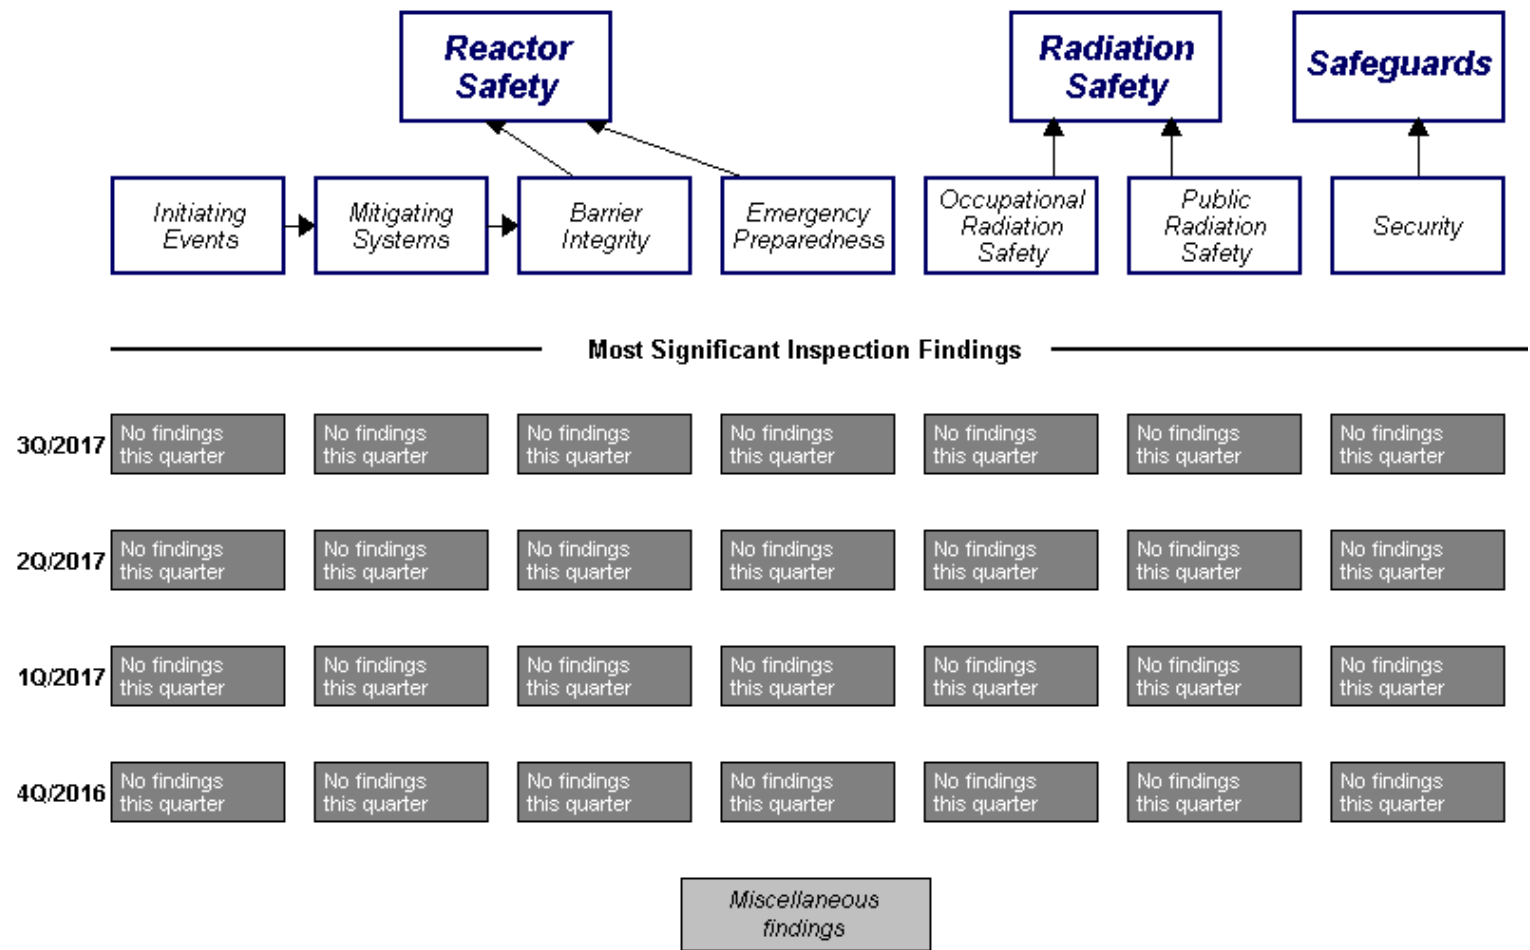 Reactor
Safety
Radiation
Safety
Safeguards
Initiating
Events
Mitigating
Systems
Barrier
Integrity
Emergency
Preparedness
Occupational
Radiation
Safety
Public
Radiation
Safety
Security
Most Significant Inspection Findings
3Q/2017
No findings
this quarter
No findings
this quarter
No findings
this quarter
No findings
this quarter
No findings
this quarter
No findings
this quarter
No findings
this quarter
2Q/2017
No findings
this quarter
No findings
this quarter
No findings
this quarter
No findings
this quarter
No findings
this quarter
No findings
this quarter
No findings
this quarter
1Q/2017
No findings
this quarter
No findings
this quarter
No findings
this quarter
No findings
this quarter
No findings
this quarter
No findings
this quarter
No findings
this quarter
4Q/2016
No findings
this quarter
No findings
this quarter
No findings
this quarter
No findings
this quarter
No findings
this quarter
No findings
this quarter
No findings
this quarter
Miscellaneous
findings